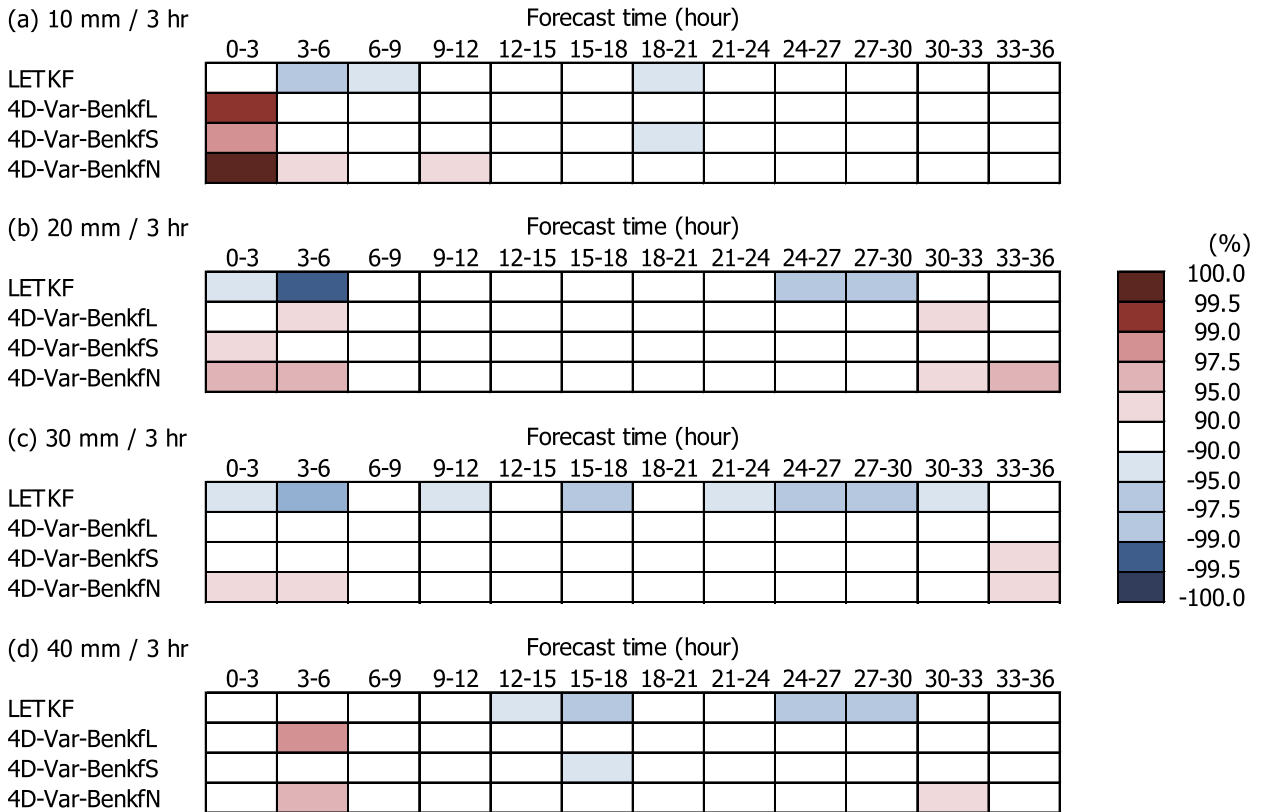 (a) 10 mm / 3 hr Forecast time (hour)
0-3 3-6 6-9 9-12 12-15 15-18 18-21 21-24 24-27 27-30 30-33 33-36
LETKF
4D-Var-BenkfL
4D-Var-BenkfS
4D-Var-BenkfN
(b) 20 mm / 3 hr Forecast time (hour)
0-3 3-6 6-9 9-12 12-15 15-18 18-21 21-24 24-27 27-30 30-33 33-36
LETKF
4D-Var-BenkfL
4D-Var-BenkfS
4D-Var-BenkfN
(c) 30 mm / 3 hr Forecast time (hour)
0-3 3-6 6-9 9-12 12-15 15-18 18-21 21-24 24-27 27-30 30-33 33-36
LETKF
4D-Var-BenkfL
4D-Var-BenkfS
4D-Var-BenkfN
(d) 40 mm / 3 hr Forecast time (hour)
0-3 3-6 6-9 9-12 12-15 15-18 18-21 21-24 24-27 27-30 30-33 33-36
LETKF
4D-Var-BenkfL
4D-Var-BenkfS
4D-Var-BenkfN
(%)
100.0
99.5
99.0
97.5
95.0
90.0
-90.0
-95.0
-97.5
-99.0
-99.5
-100.0